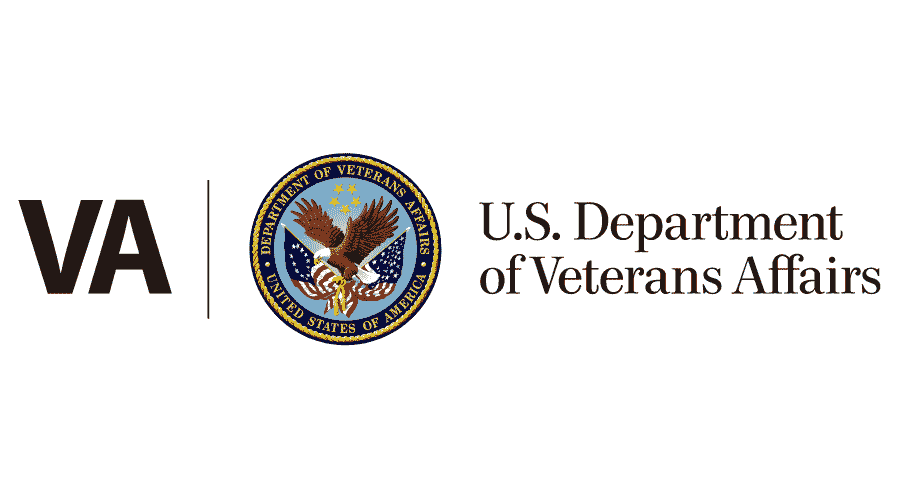 VA
DEPARTMENT OF VETERANS AFFAIRS
UNITED STATES OF AMERICA
U.S. Department
of Veterans Affairs